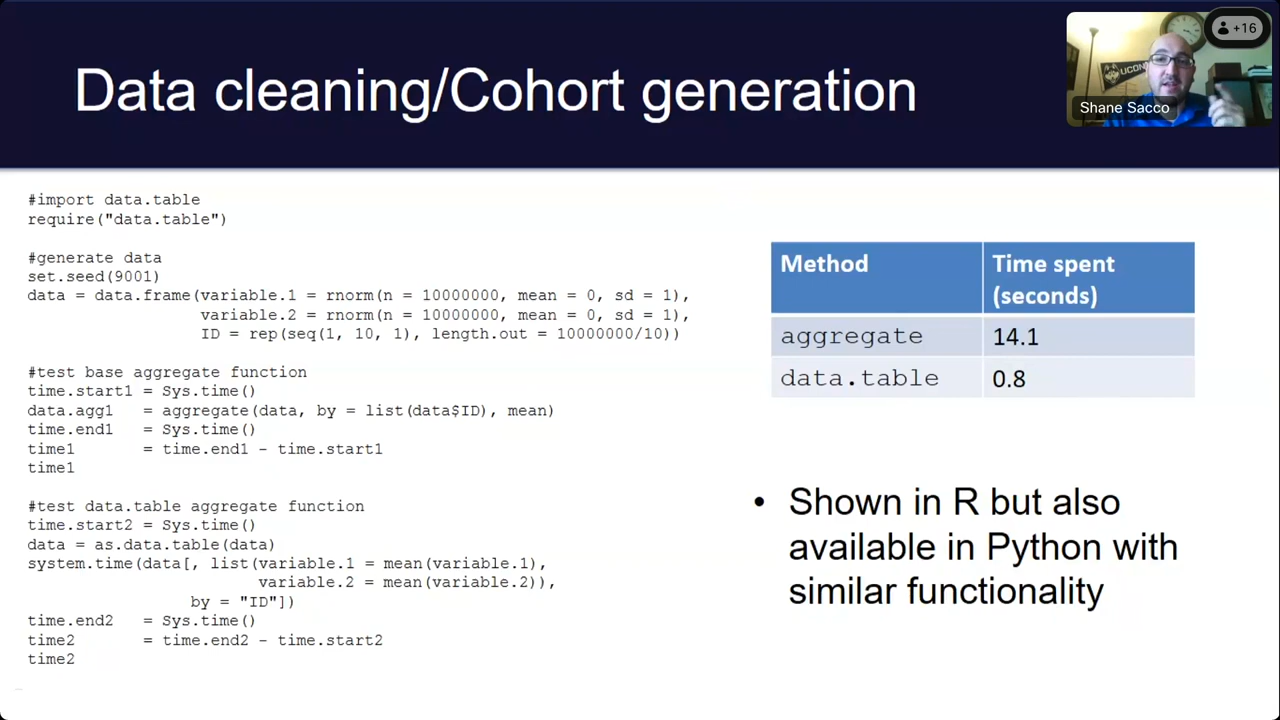 Data cleaning/Cohort generation
+16
UCON
Shane Sacco
#import data.table
require("data.table")
#generate data
set.seed(9001)
data = data.frame(variable.1 = rnorm(n = 10000000, mean = 0, sd = 1),
variable.2 = rnorm(n = 10000000, mean = 0, sd = 1),
ID = rep(seq(1, 10, 1), length.out = 10000000/10))
#test base aggregate function
time.start1 = Sys.time()
data.agg1 = aggregate(data, by = list(data$ID), mean)
time.end1 = Sys.time()
time1 = time.end1 - time.start1
time1
#test data.table aggregate function
time.start2 = Sys.time()
data = as.data.table(data)
system.time(data[, list(variable.1 = mean(variable.1),
variable.2 = mean(variable.2)),
by = "ID"])
time.end2 = Sys.time()
time2 = time.end2 - time.start2
time2
Method Time spent
(seconds)
aggregate 14.1
data.table 0.8
• Shown in R but also
available in Python with
similar functionality